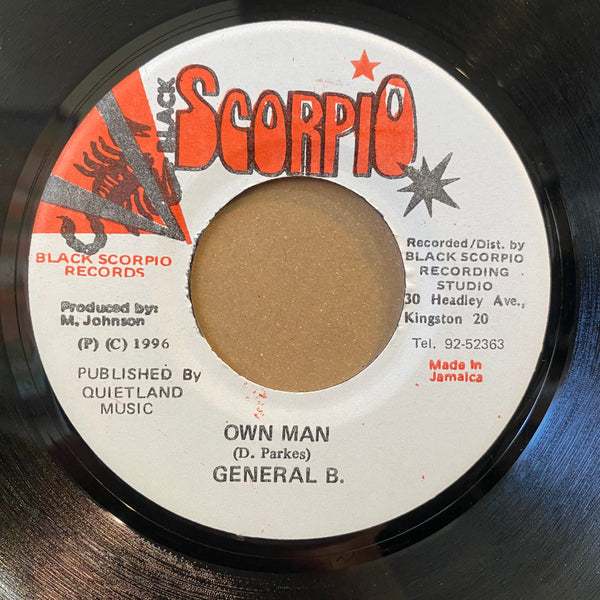 BLACK
SCORPIO
BLACK SCORPIO
RECORDS
Produced by:
M. Johnson
(P) (C) 1996
PUBLISHED By
QUIETLAND
MUSIC
Recorded/Dist. by
BLACK SCORPIO
RECORDING
STUDIO
30 Headley Ave.,
Kingston 20
Tel. 92-52363
Made in
Jamaica
OWN MAN
(D. Parkes)
GENERAL B.